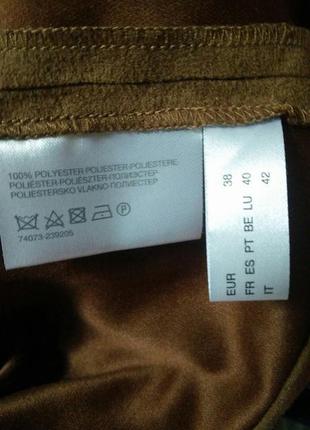 100% POLYESTER POLIESTER-POLIESTERE
POLIÉSTER-POLIÉSZTER-ПОЛИЭСТЕР
POLIESTERSKO VLAKNO-ПОЛИЕСТЕР
P
74073-239205
EUR 38
FR ES PT BE LU 40
IT 42